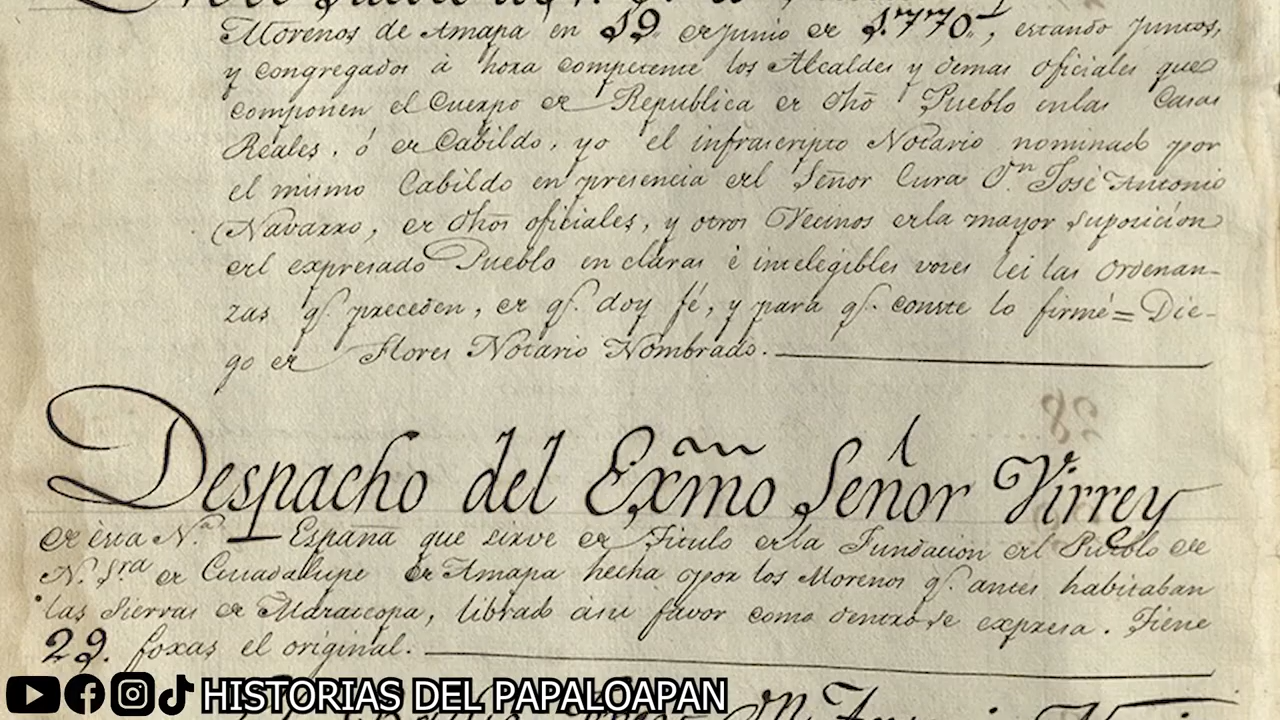 Morenos de Amapa en 19. de Junio de 1.770.,, estando juntos,
y congregados â hora competente los Alcaldes y demas oficiales que
componen el Cuerpo de Republica de dhô Pueblo en las Casas
Reales, ó de Cabildo, yo el infrascripto Notario nominado por
el mismo Cabildo en presencia del Señor Cura Dn. José Antonio
Navarro, de dhos oficiales, y otros Vecinos de la mayor suposicion
del expresado Pueblo en claras è inteligibles voces lei las Ordenan-
zas q. preceden, de q. doy fé, y para q. conste lo firmé = Die-
go de Flores Notario Nombrado.
Despacho del Exmõ Señor Virrey
de esta N.a España que sirve de Titulo de la Fundacion del Pueblo de
N. Sra de Guadalupe de Amapa hecha por los Morenos q. antes habitaban
las Sierras de Mazateopa, librado á su favor como dentro se expresa. Tiene
29. foxas el original.
HISTORIAS DEL PAPALOAPAN